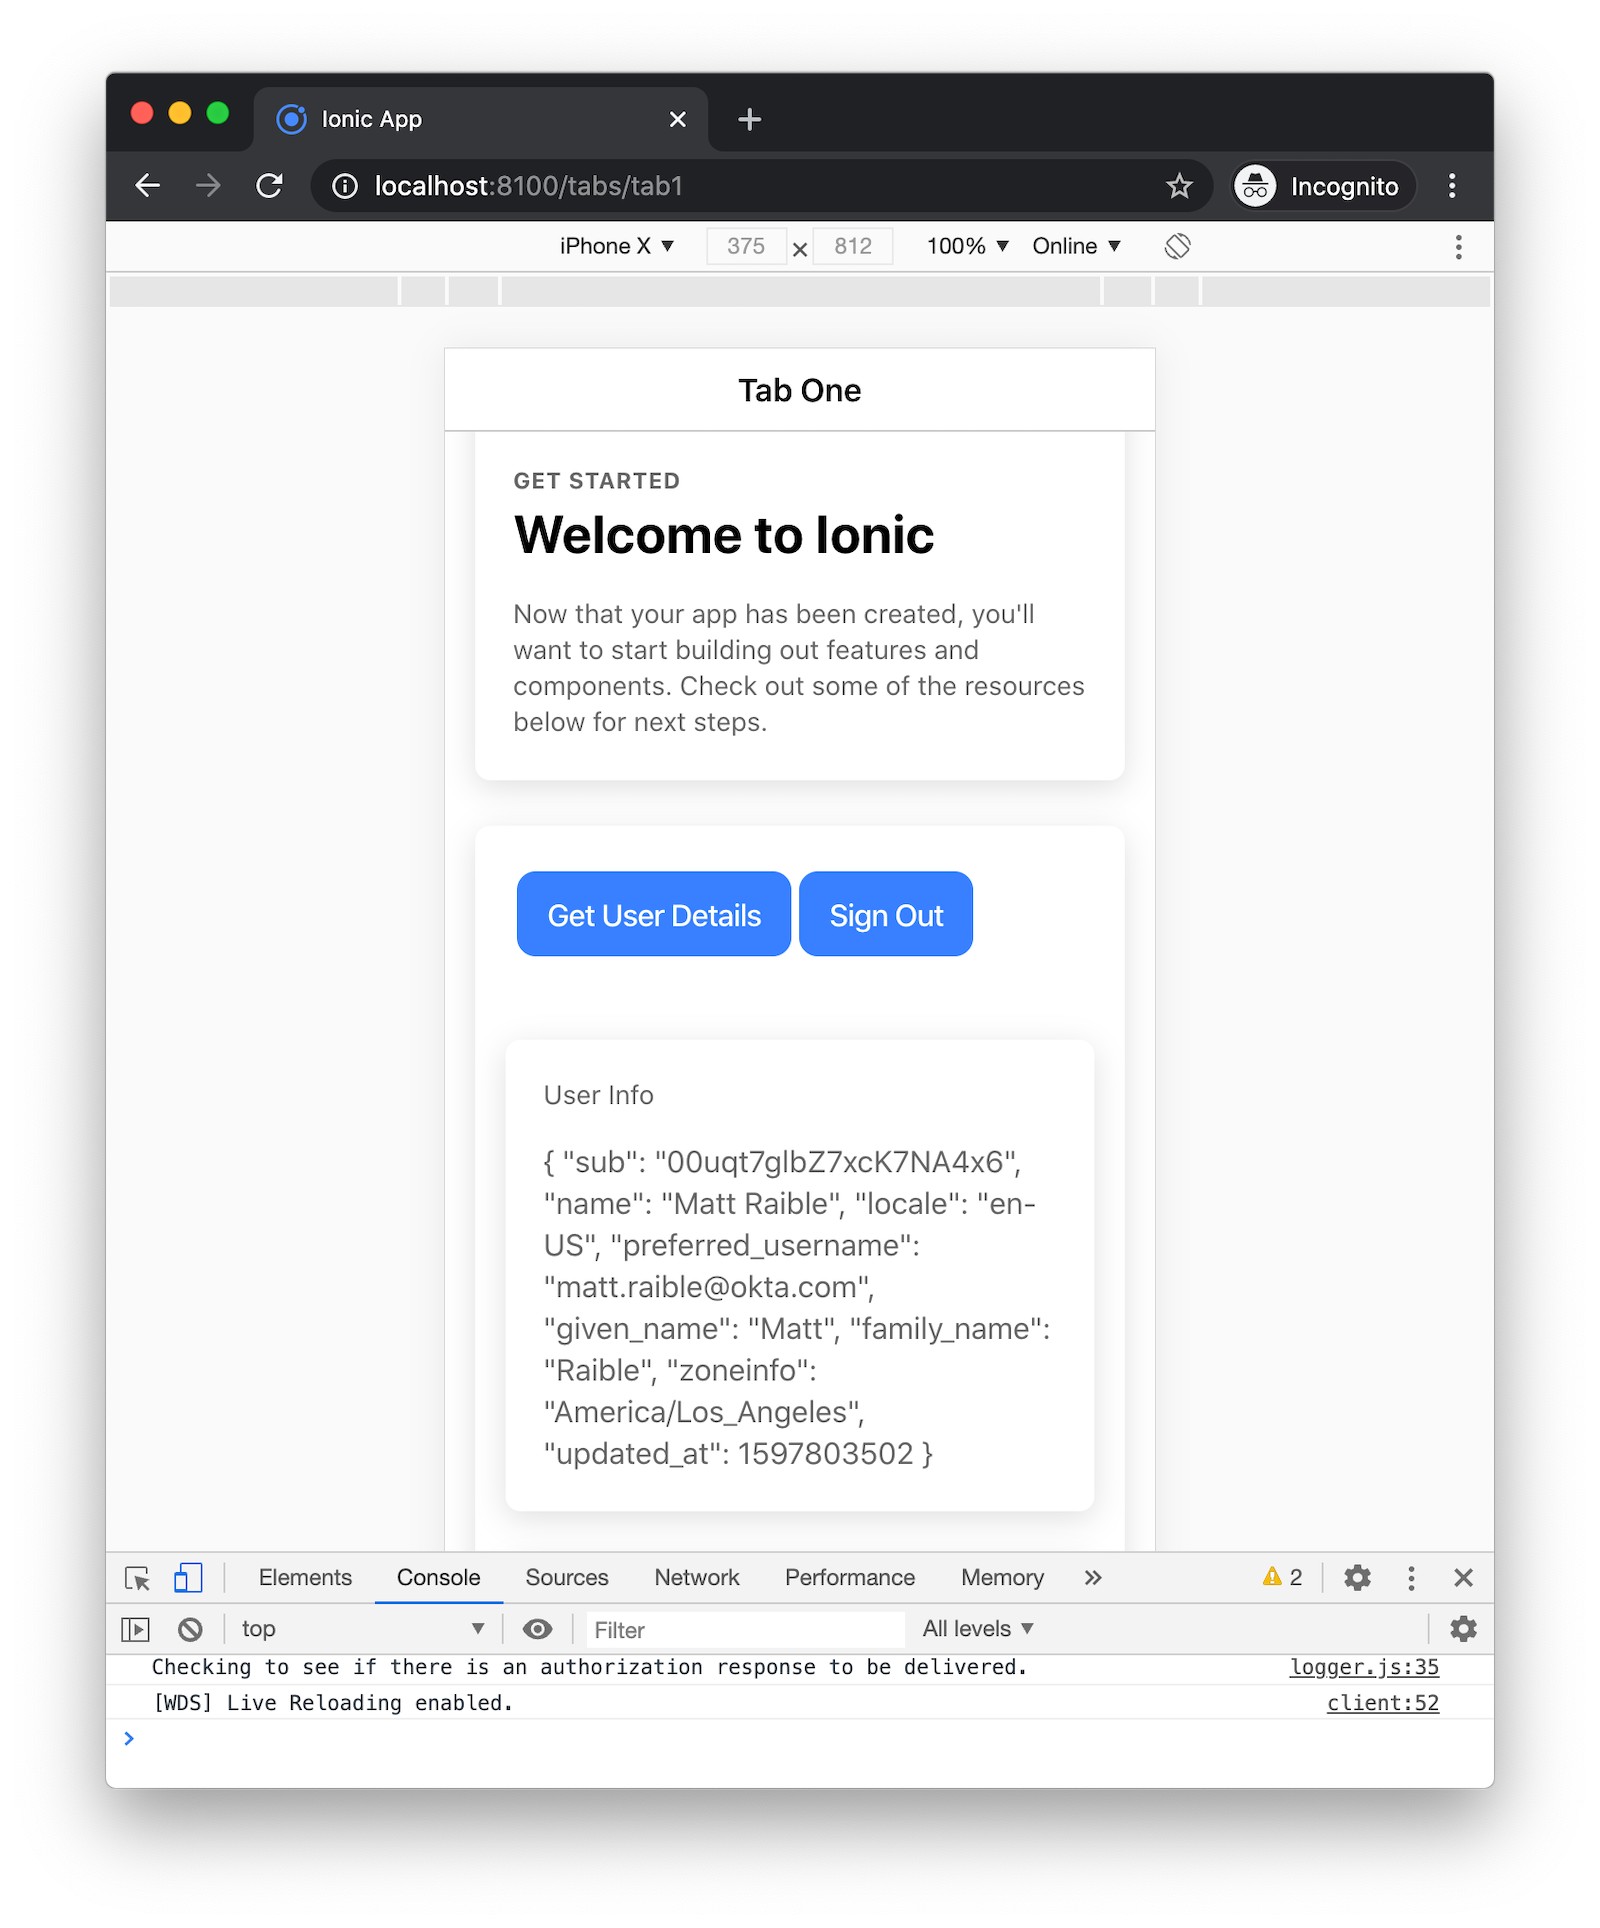 Ionic App
localhost:8100/tabs/tab1
Incognito
iPhone X 375 × 812 100% Online
Tab One
GET STARTED
Welcome to Ionic
Now that your app has been created, you'll
want to start building out features and
components. Check out some of the resources
below for next steps.
Get User Details Sign Out
User Info
{ "sub": "00uqt7glbZ7xcK7NA4x6",
"name": "Matt Raible", "locale": "en-
US", "preferred_username":
"matt.raible@okta.com",
"given_name": "Matt", "family_name":
"Raible", "zoneinfo":
"America/Los_Angeles",
"updated_at": 1597803502 }
Elements Console Sources Network Performance Memory 2
top Filter All levels
Checking to see if there is an authorization response to be delivered. logger.js:35
[WDS] Live Reloading enabled. client:52